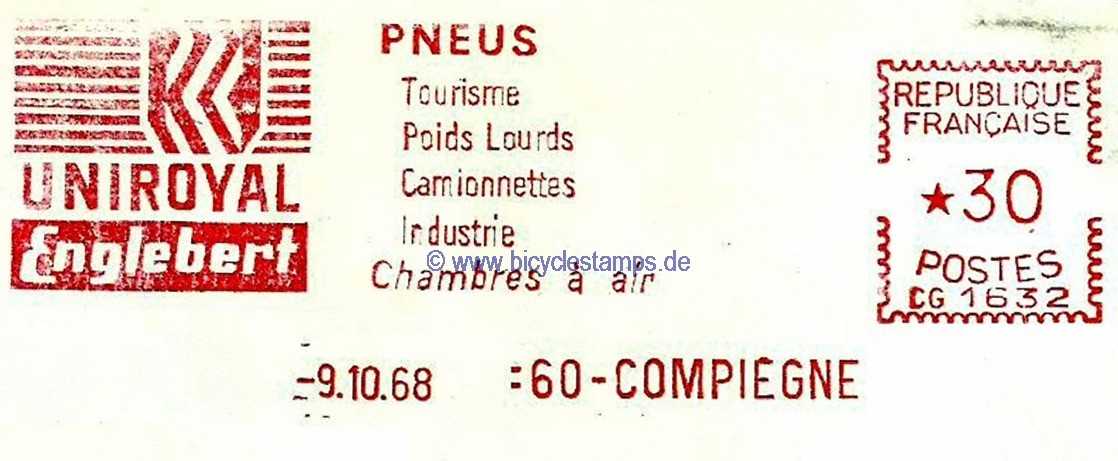 UNIROYAL
Englebert
PNEUS
Tourisme
Poids Lourds
Camionnettes
Industrie
Chambres à air
© www.bicyclestamps.de
REPUBLIQUE
FRANÇAISE
★30
POSTES
CG 1632
-9.10.68 :60-COMPIÈGNE